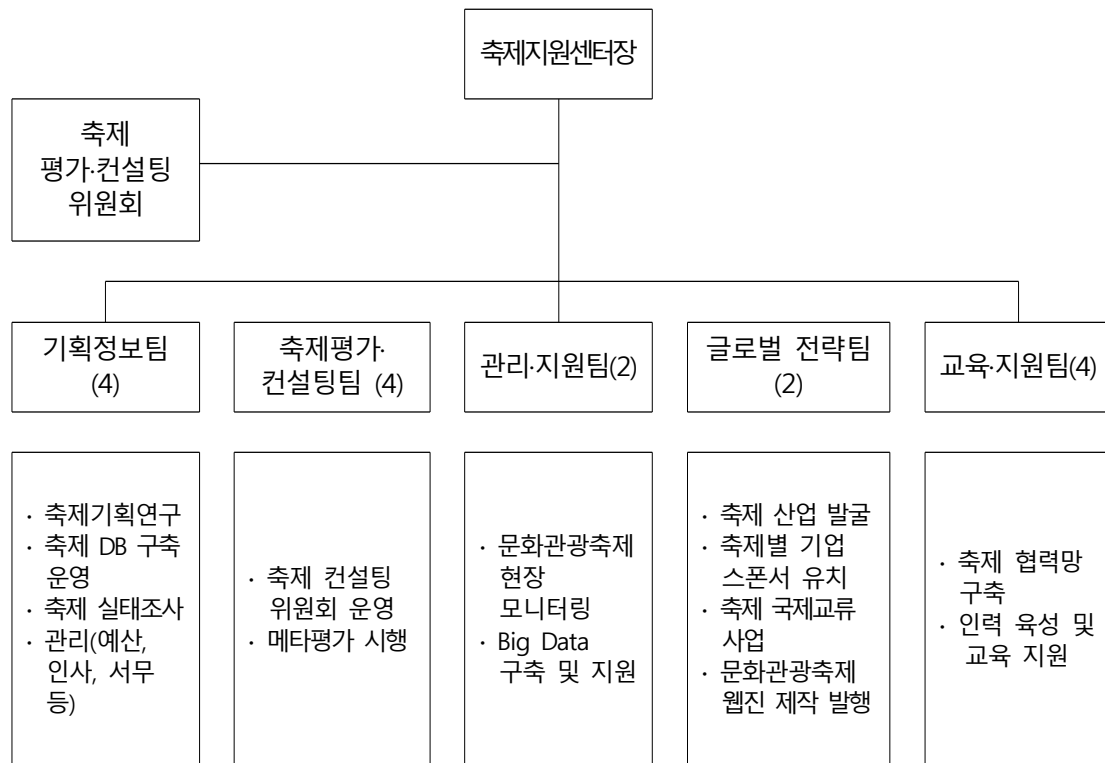 축제지원센터장
축제
평가·컨설팅
위원회
기획정보팀
(4)
축제평가·
컨설팅팀 (4)
관리·지원팀(2)
글로벌 전략팀
(2)
교육·지원팀(4)
· 축제기획연구
· 축제 DB 구축
운영
· 축제 실태조사
· 관리(예산,
인사, 서무
등)
· 축제 컨설팅
위원회 운영
· 메타평가 시행
· 문화관광축제
현장
모니터링
· Big Data
구축 및 지원
· 축제 산업 발굴
· 축제별 기업
스폰서 유치
· 축제 국제교류
사업
· 문화관광축제
웹진 제작 발행
· 축제 협력망
구축
· 인력 육성 및
교육 지원